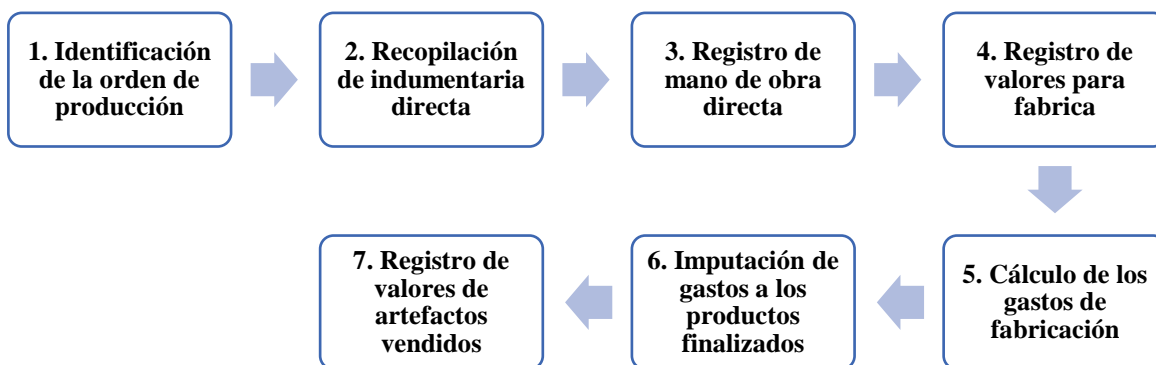 1. Identificación
de la orden de
producción
2. Recopilación
de indumentaria
directa
3. Registro de
mano de obra
directa
4. Registro de
valores para
fabrica
5. Cálculo de los
gastos de
fabricación
6. Imputación de
gastos a los
productos
finalizados
7. Registro de
valores de
artefactos
vendidos